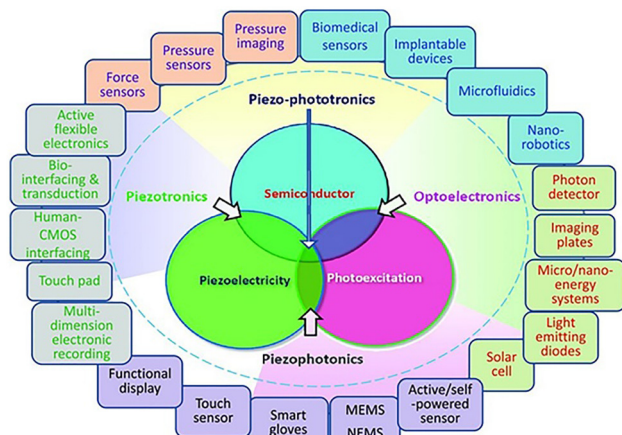 Pressure
imaging
Biomedical
sensors
Implantable
devices
Pressure
sensors
Force
sensors
Microfluidics
Nano-
robotics
Active
flexible
electronics
Bio-
interfacing &
transduction
Human-
CMOS
interfacing
Touch pad
Multi-
dimension
electronic
recording
Piezo-phototronics
Piezotronics
Semiconductor
Optoelectronics
Piezoelectricity
Photoexcitation
Piezophotonics
Photon
detector
Imaging
plates
Micro/nano-
energy
systems
Light
emitting
diodes
Solar
cell
Functional
display
Touch
sensor
Smart
gloves
MEMS
NEMS
Active/self
-powered
sensor